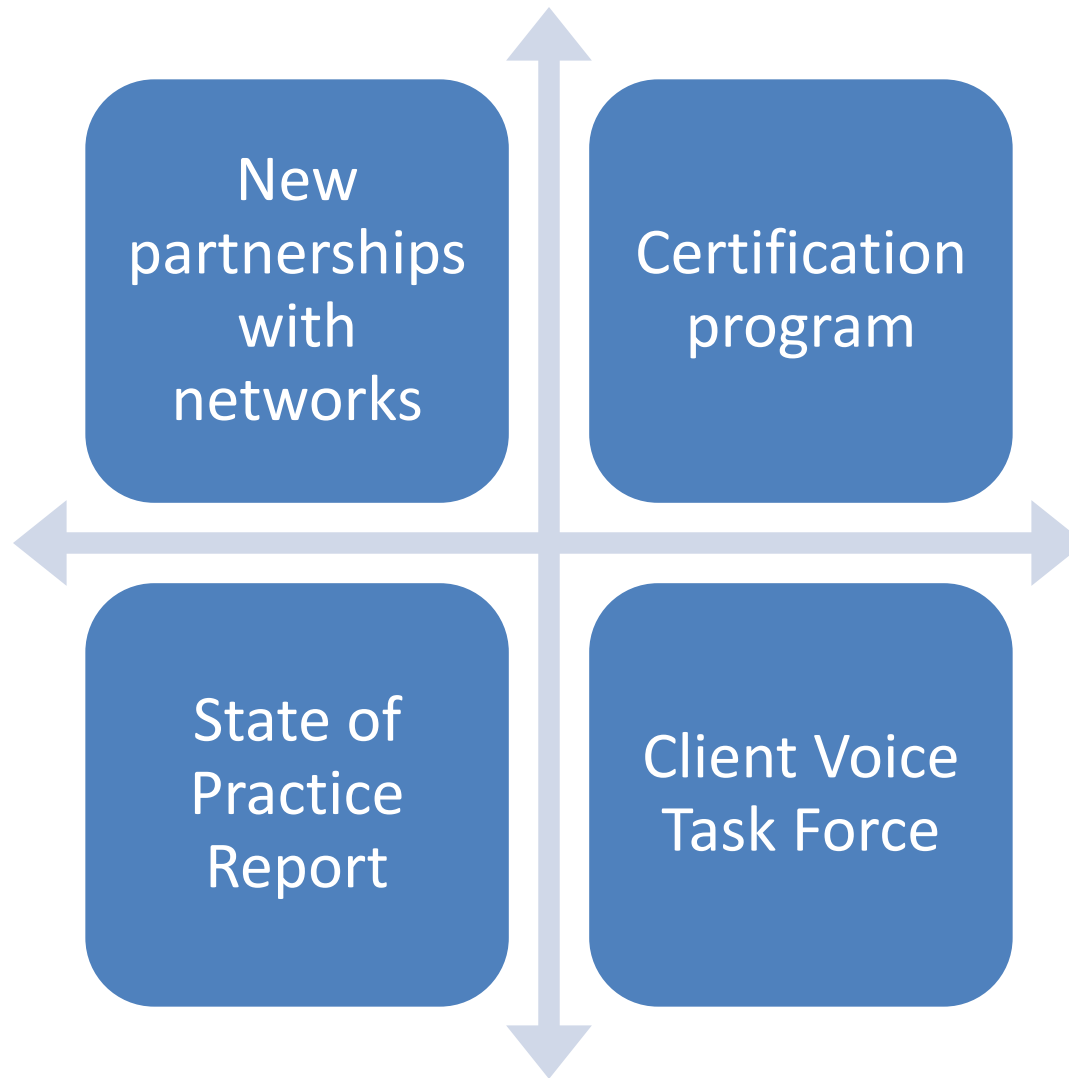 New
partnerships
with
networks
Certification
program
State of
Practice
Report
Client Voice
Task Force